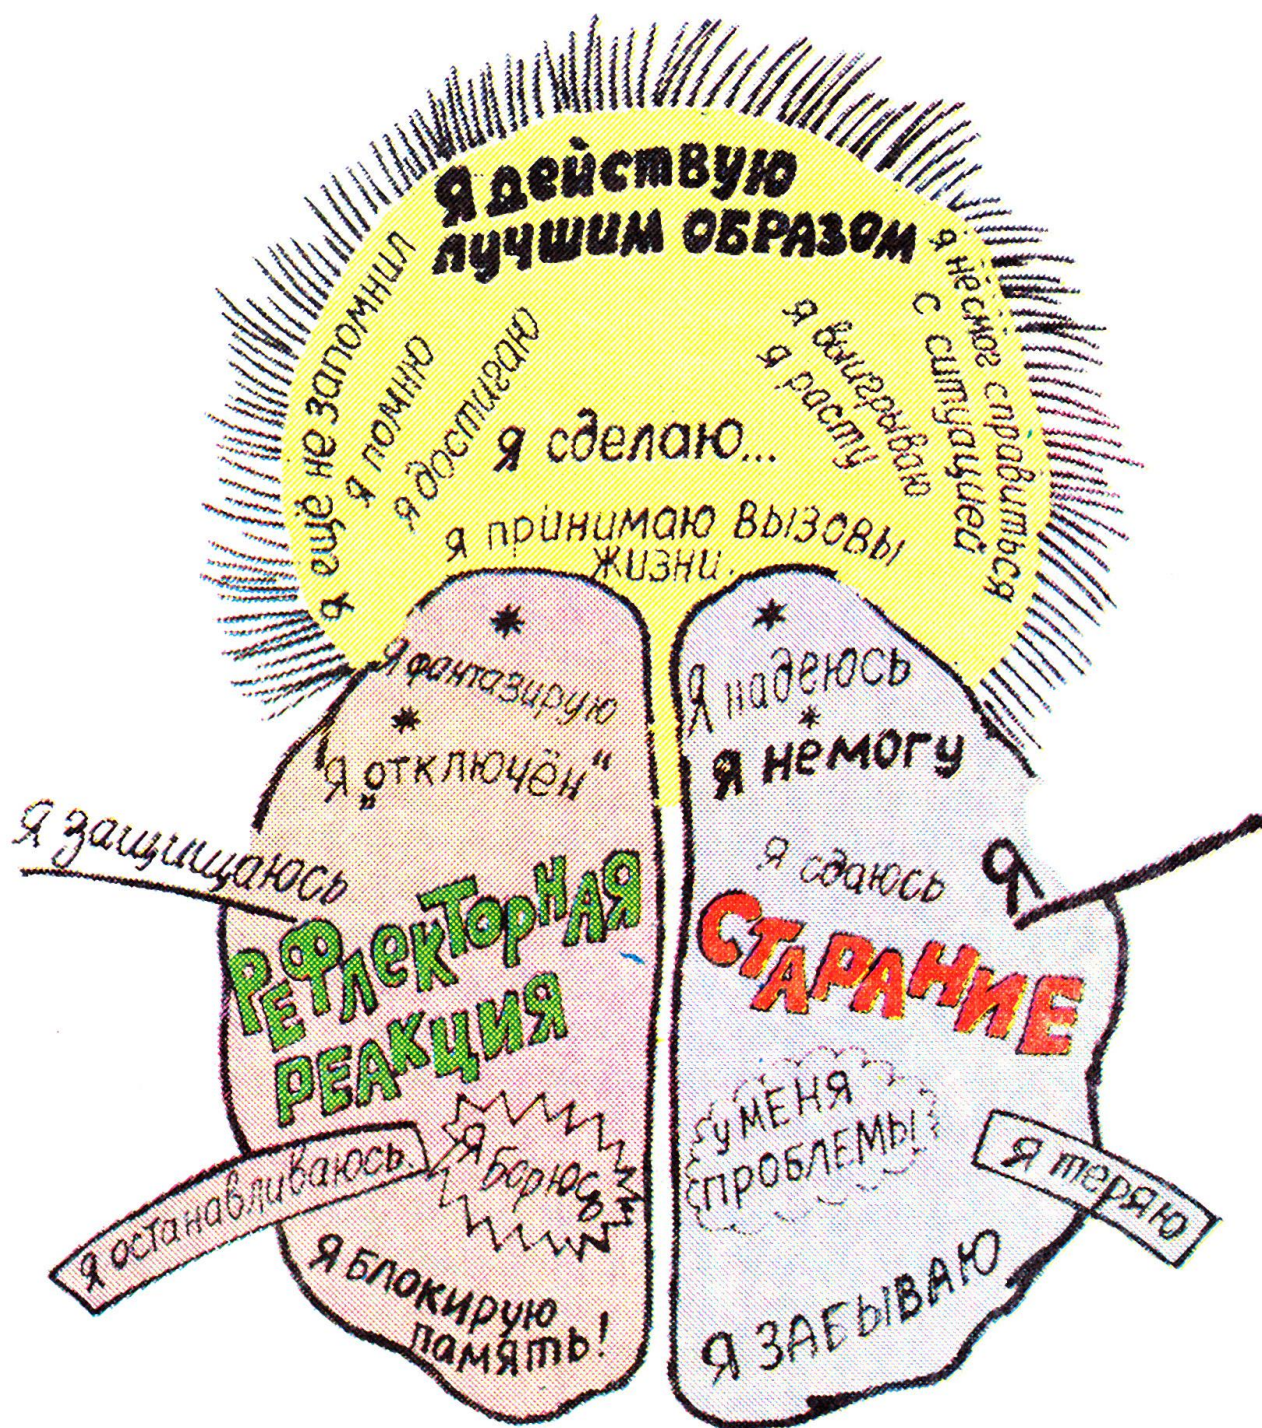 Я действую
лучшим ОБРАЗОМ
я ещё не запомнил
я помню
я достигаю
я сделаю...
я выигрываю
я расту
я не смог справиться
с ситуацией
я принимаю вызовы
жизни.
Я фантазирую
Я „отключён"
Я защищаюсь
РЕФЛЕКТОРНАЯ
РЕАКЦИЯ
Я останавливаюсь.
Я борюсь
Я БЛОКИРУЮ
память!
Я надеюсь
Я не могу
Я сдаюсь
Я
СТАРАНИЕ
У МЕНЯ
ПРОБЛЕМЫ!
Я теряю
Я ЗАБЫВАЮ